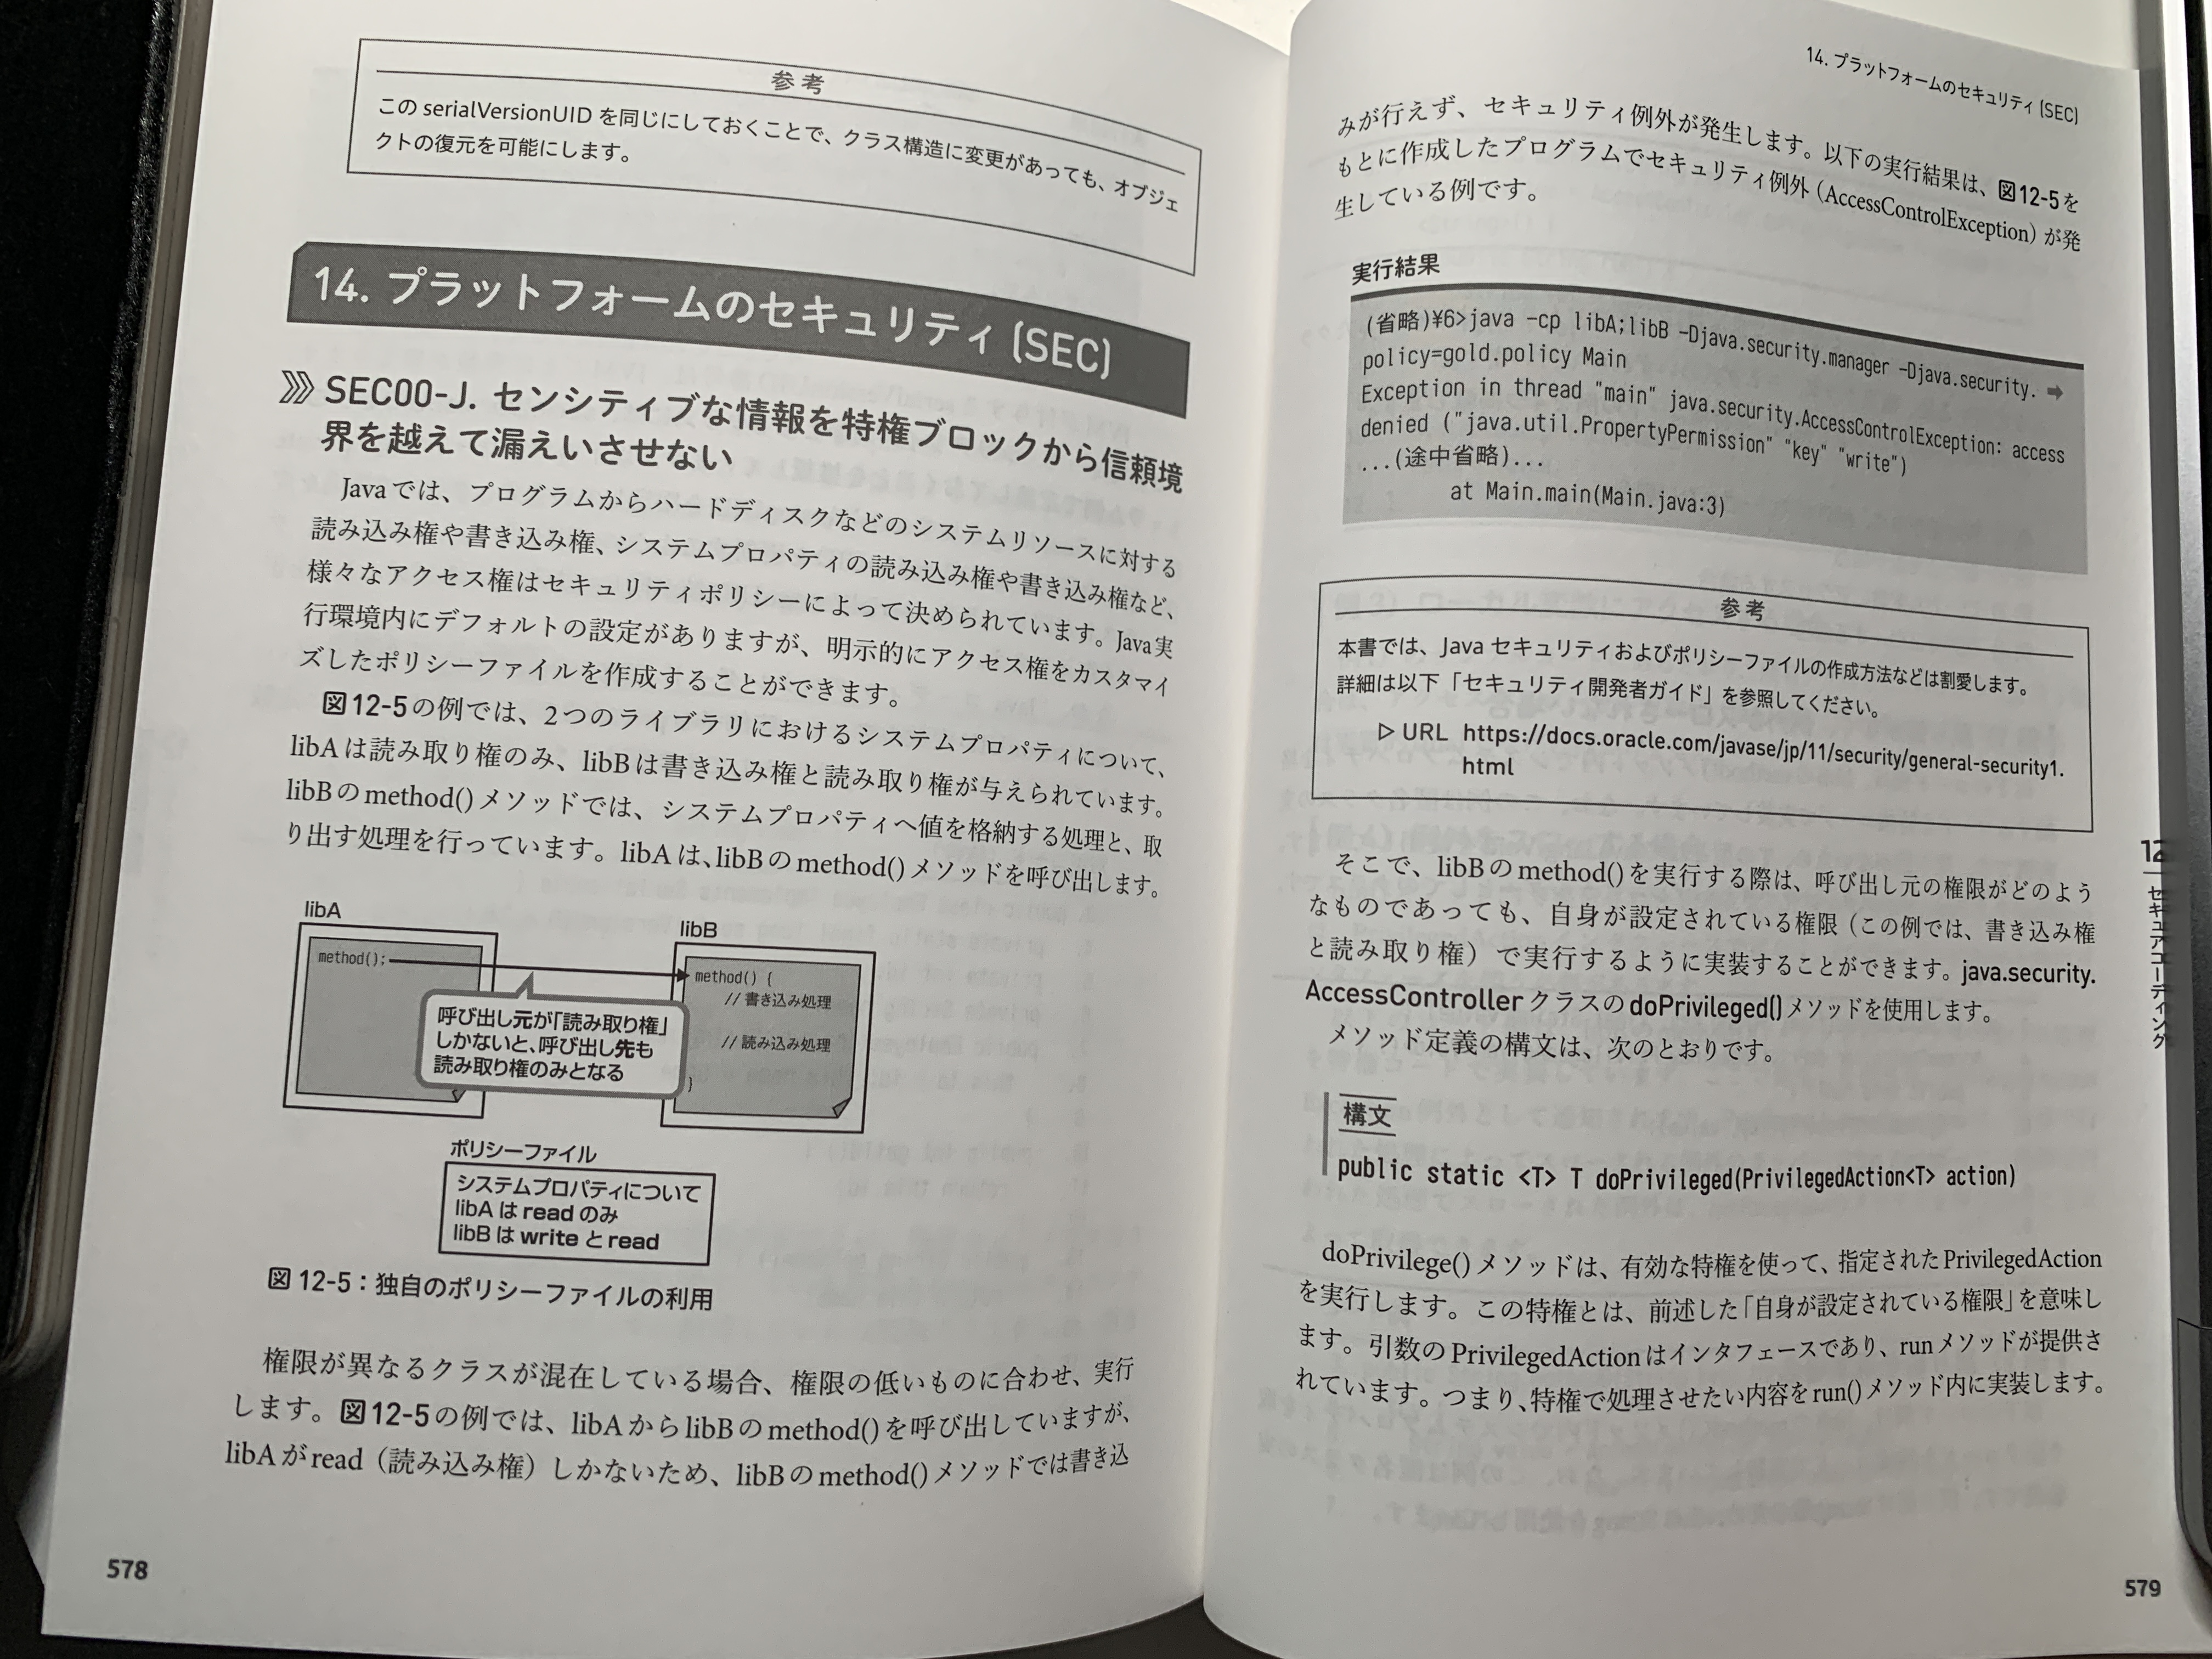 参考
この serialVersionUID を同じにしておくことで、クラス構造に変更があっても、オブジェ
クトの復元を可能にします。
14. プラットフォームのセキュリティ (SEC)
SEC00-J. センシティブな情報を特権ブロックから信頼境
界を越えて漏えいさせない
Javaでは、プログラムからハードディスクなどのシステムリソースに対する
読み込み権や書き込み権、システムプロパティの読み込み権や書き込み権など、
様々なアクセス権はセキュリティポリシーによって決められています。Java実
行環境内にデフォルトの設定がありますが、明示的にアクセス権をカスタマイ
ズしたポリシーファイルを作成することができます。
図12-5の例では、2つのライブラリにおけるシステムプロパティについて、
libAは読み取り権のみ、libBは書き込み権と読み取り権が与えられています。
libBのmethod()メソッドでは、システムプロパティへ値を格納する処理と、取
り出す処理を行っています。libAは、libBのmethod()メソッドを呼び出します。
libA
method();
libB
method() {
// 書き込み処理
// 読み込み処理
}
呼び出し元が「読み取り権」
しかないと、呼び出し先も
読み取り権のみとなる
ポリシーファイル
システムプロパティについて
libA は read のみ
libB は write と read
図 12-5：独自のポリシーファイルの利用
権限が異なるクラスが混在している場合、権限の低いものに合わせ、実行
します。図12-5の例では、libAからlibBのmethod()を呼び出していますが、
libAがread（読み込み権）しかないため、libBのmethod()メソッドでは書き込
578
14. プラットフォームのセキュリティ (SEC)
みが行えず、セキュリティ例外が発生します。以下の実行結果は、図12-5を
もとに作成したプログラムでセキュリティ例外（AccessControlException）が発
生している例です。
実行結果
(省略)¥6>java -cp libA;libB -Djava.security.manager -Djava.security. ➡
policy=gold.policy Main
Exception in thread "main" java.security.AccessControlException: access
denied ("java.util.PropertyPermission" "key" "write")
...(途中省略)...
at Main.main(Main.java:3)
参考
本書では、Java セキュリティおよびポリシーファイルの作成方法などは割愛します。
詳細は以下「セキュリティ開発者ガイド」を参照してください。
▷ URL https://docs.oracle.com/javase/jp/11/security/general-security1.
html
そこで、libBのmethod()を実行する際は、呼び出し元の権限がどのよう
なものであっても、自身が設定されている権限（この例では、書き込み権
と読み取り権）で実行するように実装することができます。java.security.
AccessControllerクラスのdoPrivileged()メソッドを使用します。
メソッド定義の構文は、次のとおりです。
構文
public static <T> T doPrivileged(PrivilegedAction<T> action)
doPrivilege()メソッドは、有効な特権を使って、指定されたPrivilegedAction
を実行します。この特権とは、前述した「自身が設定されている権限」を意味し
ます。引数のPrivilegedActionはインタフェースであり、runメソッドが提供さ
れています。つまり、特権で処理させたい内容をrun()メソッド内に実装します。
12
セキュアコーディング
579